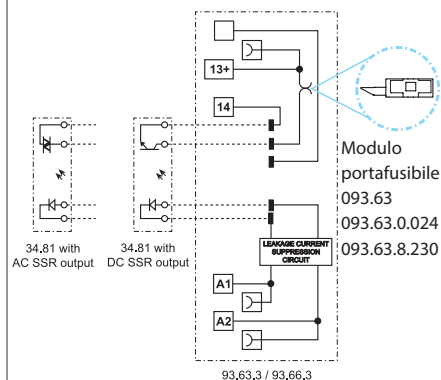 13+
14
Modulo
portafusibile
093.63
093.63.0.024
093.63.8.230
34.81 with
AC SSR output
34.81 with
DC SSR output
LEAKAGE CURRENT
SUPPRESSION
CIRCUIT
A1
A2
93.63.3 / 93.66.3